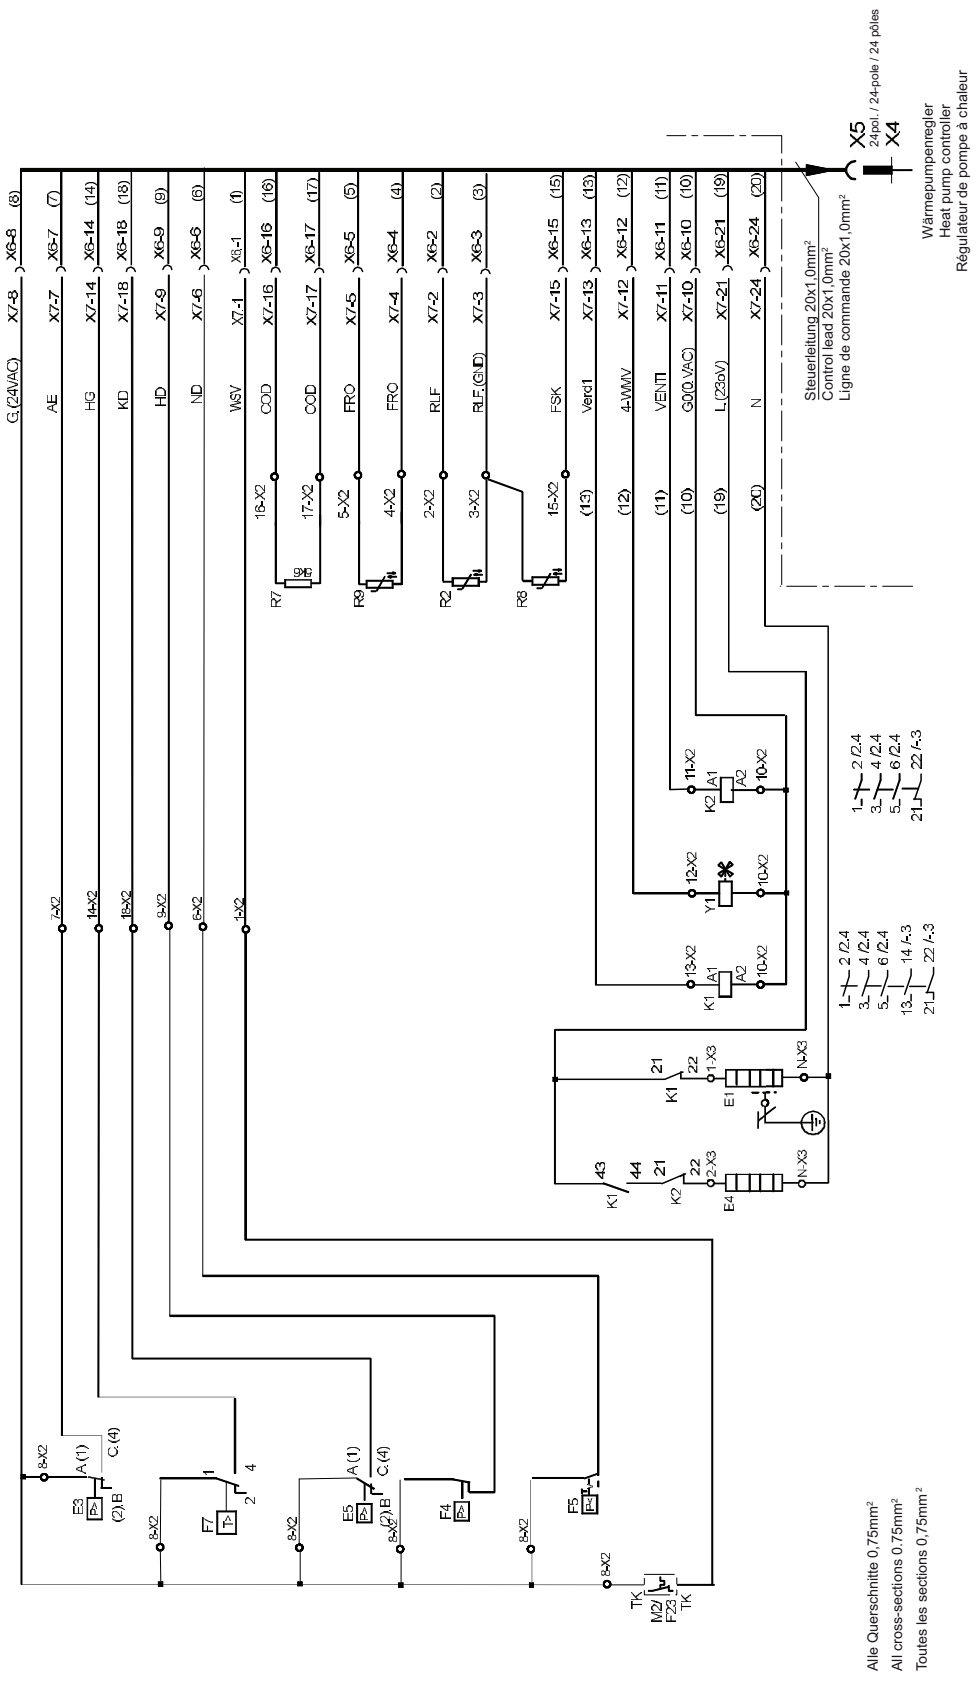 G.(24VAC) X7-8 X6-8 (8)
AE X7-7 X6-7 (7)
HG X7-14 X6-14 (14)
KD X7-18 X6-18 (18)
HD X7-9 X6-9 (9)
ND X7-6 X6-6 (6)
WSV X7.-1 X6.-1 (1)
COD X7-16 X6-16 (16)
COD X7-17 X6-17 (17)
FRO X7-5 X6-5 (5)
FRO X7-4 X6-4 (4)
RLF X7-2 X6-2 (2)
RLF. (GND) X7-3 X6-3 (3)
FSK X7-15 X6-15 (15)
(13) Verd1 X7-13 X6-13 (13)
(12) 4-WMV X7-12 X6-12 (12)
(11) VENTI X7-11 X6-11 (11)
(10) G0(0. VAC) X7-10 X6-10 (10)
(19) L.(23oV) X7-21 X6-21 (19)
(20) N X7-24 X6-24 (20)
16-X2
17-X2
5-X2
4-X2
2-X2
3-X2
15-X2
R7
5k6
R9
R2
R8
7-X2
14-X2
18-X2
9-X2
6-X2
1-X2
11-X2
K2 A1 A2
10-X2
12-X2
Y1
10-X2
13-X2
K1 A1 A2
10-X2
K1 21 22
1-X3
E1
N-X3
K1 43 44
K2 21 22
2-X3
E4
N-X3
8-X2
E3 P>
A.(1)
(2).B
C.(4)
8-X2
F7 T>
1
2
4
8-X2
E5 P>
A (1)
(2).B
C.(4)
8-X2
F4 P>
8-X2
F5 P<
8-X2
TK
M2/
F23
TK
1 2 /2.4
3 4 /2.4
5 6 /2.4
21 22 /-.3
1 2 /2.4
3 4 /2.4
5 6 /2.4
13 14 /-.3
21 22 /-.3
Steuerleitung 20x1,0mm²
Control lead 20x1,0mm²
Ligne de commande 20x1,0mm²
X5
24pol. / 24-pole / 24 pôles
X4
Wärmepumpenregler
Heat pump controller
Régulateur de pompe à chaleur
Alle Querschnitte 0,75mm²
All cross-sections 0.75mm²
Toutes les sections 0,75mm²